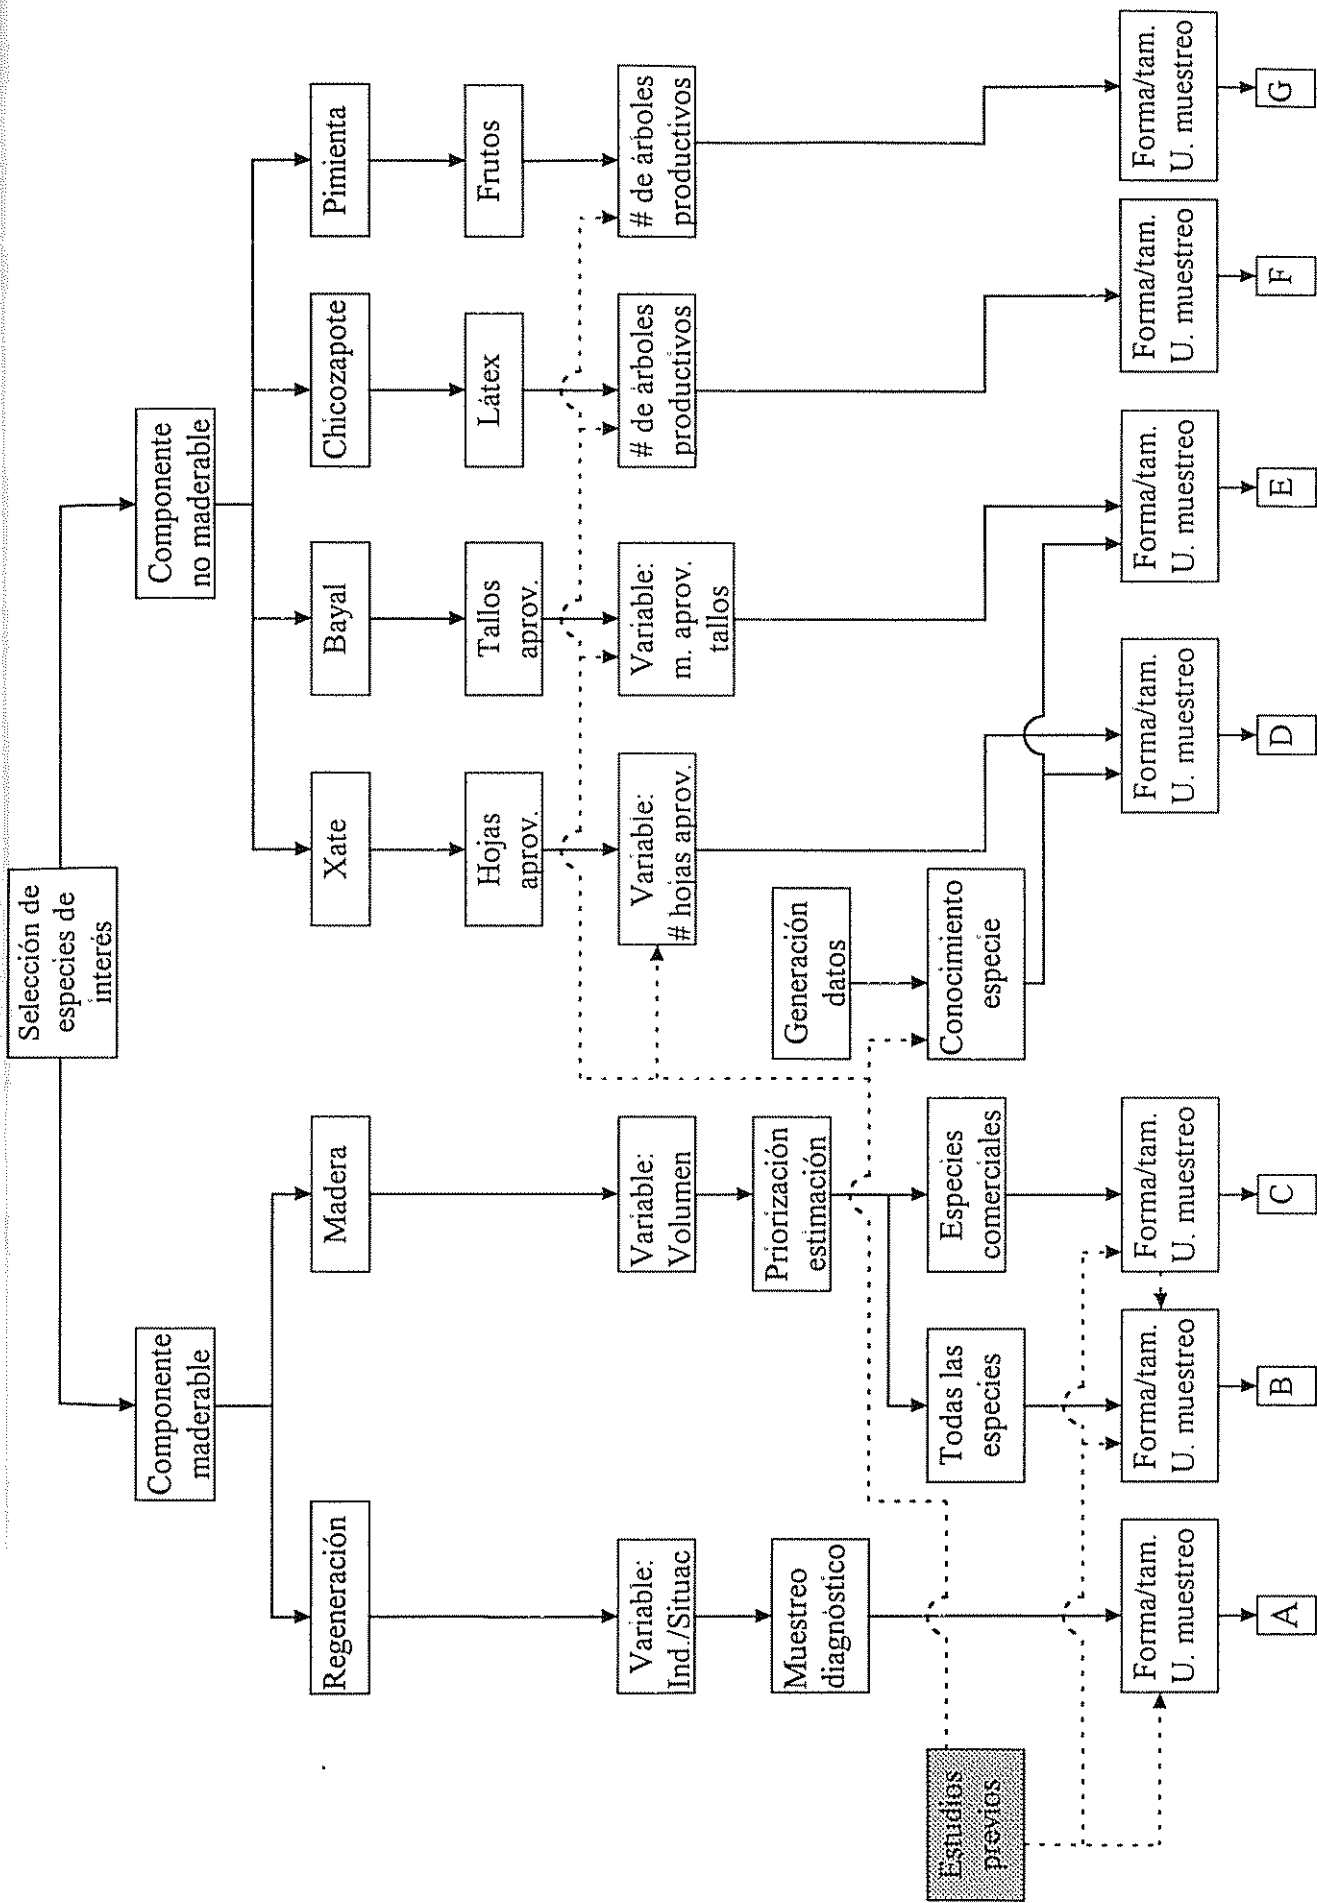 Selección de
especies de
interés
Componente
maderable
Componente
no maderable
Regeneración
Madera
Xate
Bayal
Chicozapote
Pimienta
Hojas
aprov.
Tallos
aprov.
Látex
Frutos
Variable:
Ind./Situac
Variable:
Volumen
Variable:
# hojas aprov.
Variable:
m. aprov.
tallos
# de árboles
productivos
# de árboles
productivos
Muestreo
diagnóstico
Priorización
estimación
Generación
datos
Estudios
previos
Todas las
especies
Especies
comerciales
Conocimiento
especie
Forma/tam.
U. muestreo
Forma/tam.
U. muestreo
Forma/tam.
U. muestreo
Forma/tam.
U. muestreo
Forma/tam.
U. muestreo
Forma/tam.
U. muestreo
Forma/tam.
U. muestreo
A
B
C
D
E
F
G